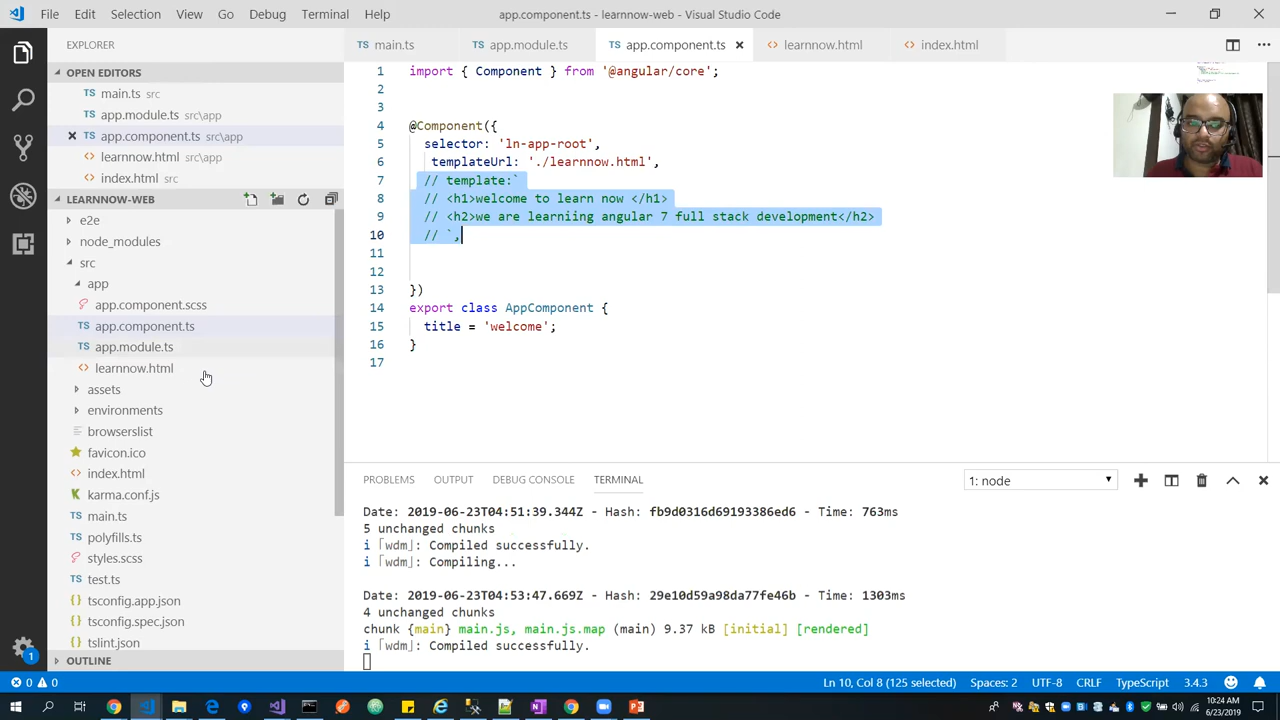 File Edit Selection View Go Debug Terminal Help
app.component.ts - learnnow-web - Visual Studio Code
EXPLORER
OPEN EDITORS
TS main.ts src
TS app.module.ts src\app
TS app.component.ts src\app
<> learnnow.html src\app
<> index.html src
LEARNNOW-WEB
e2e
node_modules
src
app
app.component.scss
TS app.component.ts
TS app.module.ts
<> learnnow.html
assets
environments
browserslist
favicon.ico
<> index.html
karma.conf.js
TS main.ts
TS polyfills.ts
styles.scss
TS test.ts
{} tsconfig.app.json
{} tsconfig.spec.json
{} tslint.json
OUTLINE
TS main.ts
TS app.module.ts
TS app.component.ts
<> learnnow.html
<> index.html
1 import { Component } from '@angular/core';
2
3
4 @Component({
5 selector: 'ln-app-root',
6 templateUrl: './learnnow.html',
7 // template:`
8 // <h1>welcome to learn now </h1>
9 // <h2>we are learniing angular 7 full stack development</h2>
10 // `,
11
12
13 })
14 export class AppComponent {
15 title = 'welcome';
16 }
17
PROBLEMS OUTPUT DEBUG CONSOLE TERMINAL
1: node
Date: 2019-06-23T04:51:39.344Z - Hash: fb9d0316d69193386ed6 - Time: 763ms
5 unchanged chunks
i ｢wdm｣: Compiled successfully.
i ｢wdm｣: Compiling...
Date: 2019-06-23T04:53:47.669Z - Hash: 29e10d59a98da77fe46b - Time: 1303ms
4 unchanged chunks
chunk {main} main.js, main.js.map (main) 9.37 kB [initial] [rendered]
i ｢wdm｣: Compiled successfully.
0 0
Ln 10, Col 8 (125 selected) Spaces: 2 UTF-8 CRLF TypeScript 3.4.3 1
10:24 AM
6/23/2019